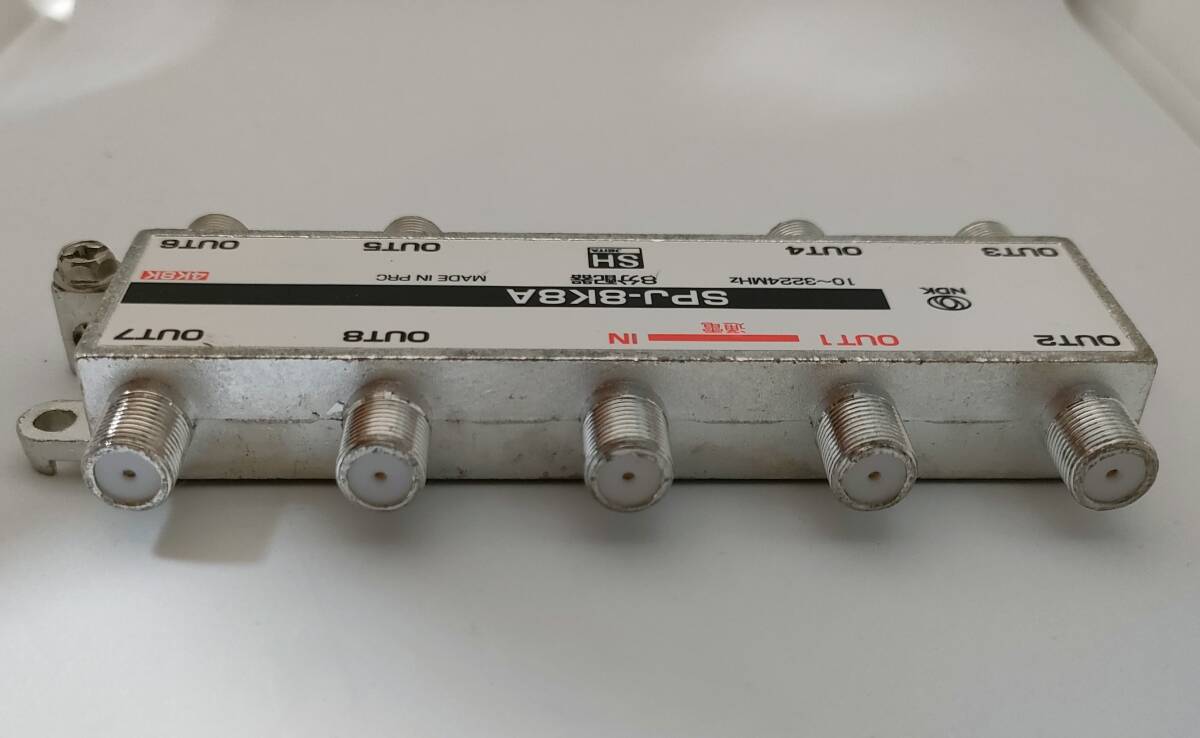 OUT2 OUT1 通電 IN OUT8 OUT7
NDK SPJ-8K8A
10~3224MHz 8分配器 MADE IN PRC 4K8K
SH
JEITA
OUT3 OUT4 OUT5 OUT6